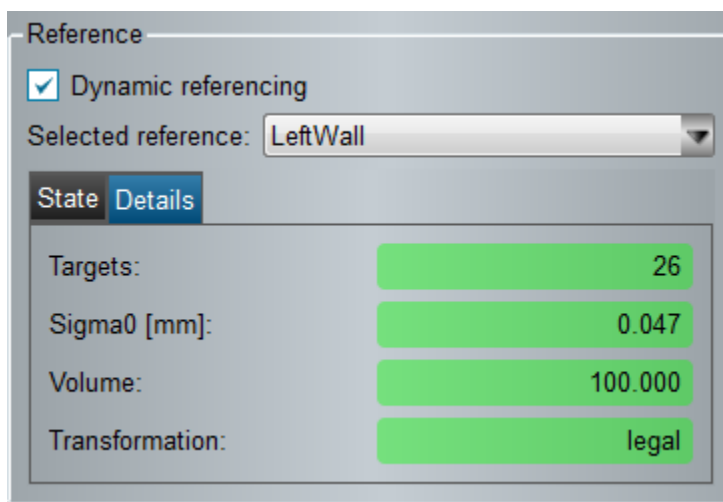 Reference
Dynamic referencing
Selected reference: LeftWall
State Details
Targets: 26
Sigma0 [mm]: 0.047
Volume: 100.000
Transformation: legal